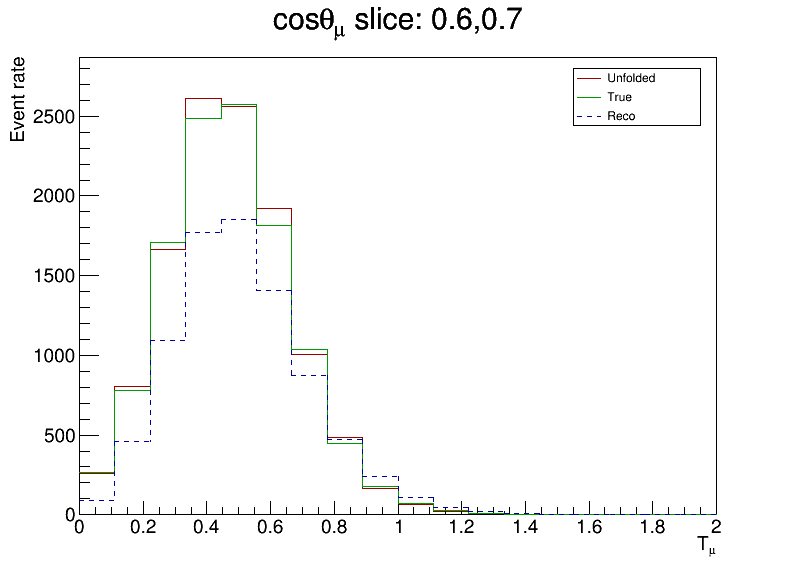 cosθμ slice: 0.6,0.7
Event rate
Unfolded
True
Reco
2500
2000
1500
1000
500
0
0 0.2 0.4 0.6 0.8 1 1.2 1.4 1.6 1.8 2
Tμ